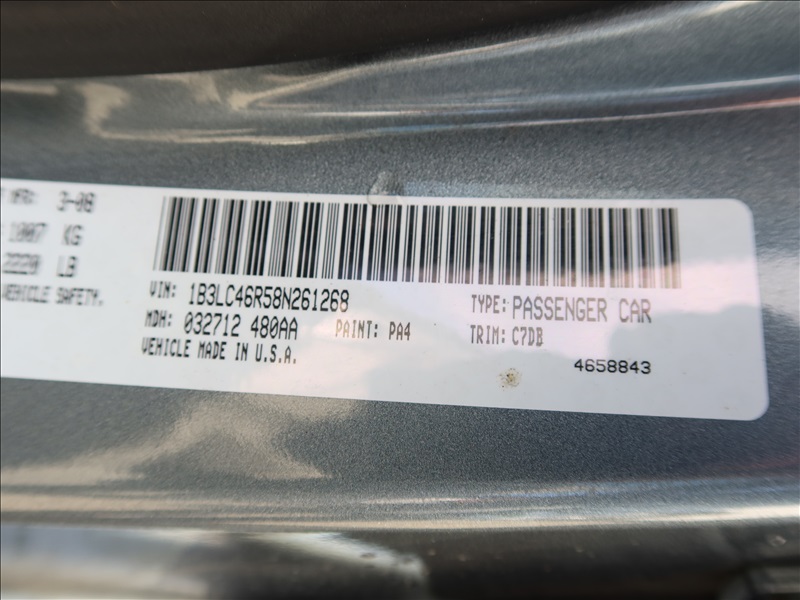 MFR: 3-08
1007 KG
2220 LB
VEHICLE SAFETY.
VIN: 1B3LC46R58N261268 TYPE: PASSENGER CAR
MDH: 032712 480AA PAINT: PA4 TRIM: C7DB
VEHICLE MADE IN U.S.A. 4658843